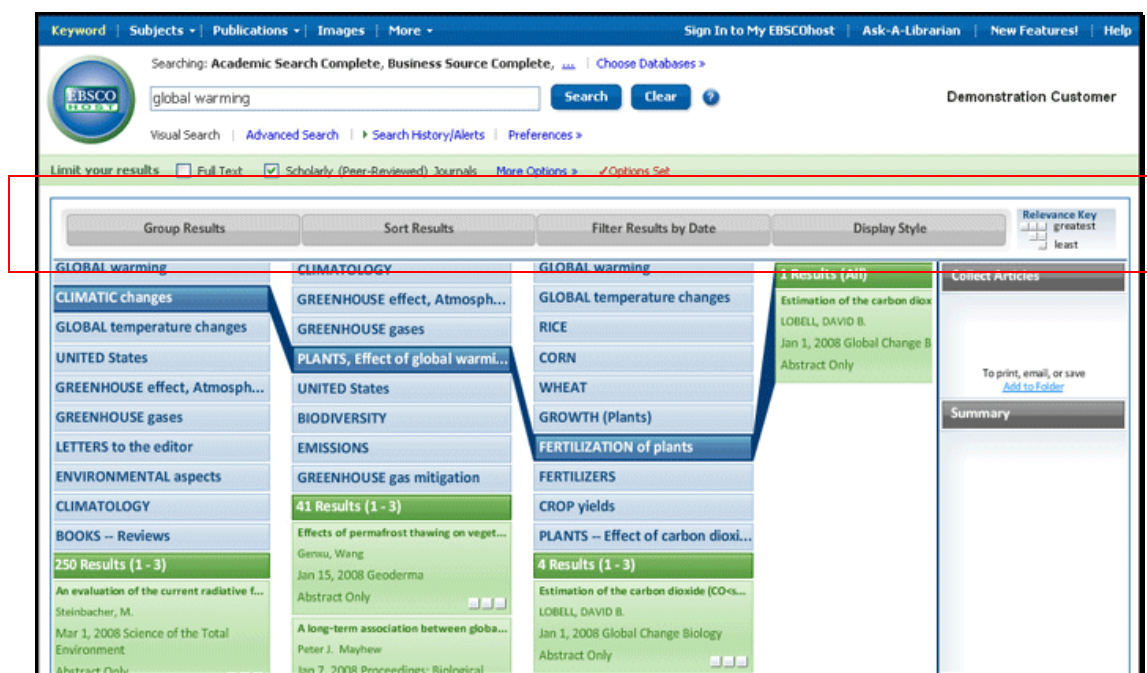 Keyword | Subjects | Publications | Images | More
Sign In to My EBSCOhost | Ask-A-Librarian | New Features! | Help
Searching: Academic Search Complete, Business Source Complete, ... | Choose Databases »
EBSCO
HOST
global warming
Search
Clear
?
Demonstration Customer
Visual Search | Advanced Search | Search History/Alerts | Preferences »
Limit your results Full Text Scholarly (Peer-Reviewed) Journals More Options » ✓Options Set
Group Results
Sort Results
Filter Results by Date
Display Style
Relevance Key
greatest
least
GLOBAL warming
CLIMATIC changes
GLOBAL temperature changes
UNITED States
GREENHOUSE effect, Atmosph...
GREENHOUSE gases
LETTERS to the editor
ENVIRONMENTAL aspects
CLIMATOLOGY
BOOKS -- Reviews
250 Results (1 - 3)
An evaluation of the current radiative f...
Steinbacher, M.
Mar 1, 2008 Science of the Total
Environment
Abstract Only
CLIMATOLOGY
GREENHOUSE effect, Atmosph...
GREENHOUSE gases
PLANTS, Effect of global warmi...
UNITED States
BIODIVERSITY
EMISSIONS
GREENHOUSE gas mitigation
41 Results (1 - 3)
Effects of permafrost thawing on veget...
Genxu, Wang
Jan 15, 2008 Geoderma
Abstract Only
A long-term association between globa...
Peter J. Mayhew
Jan 7, 2008 Proceedings: Biological
GLOBAL warming
GLOBAL temperature changes
RICE
CORN
WHEAT
GROWTH (Plants)
FERTILIZATION of plants
FERTILIZERS
CROP yields
PLANTS -- Effect of carbon dioxi...
4 Results (1 - 3)
Estimation of the carbon dioxide (CO<s...
LOBELL, DAVID B.
Jan 1, 2008 Global Change Biology
Abstract Only
1 Results (All)
Estimation of the carbon diox
LOBELL, DAVID B.
Jan 1, 2008 Global Change B
Abstract Only
Collect Articles
To print, email, or save
Add to Folder
Summary